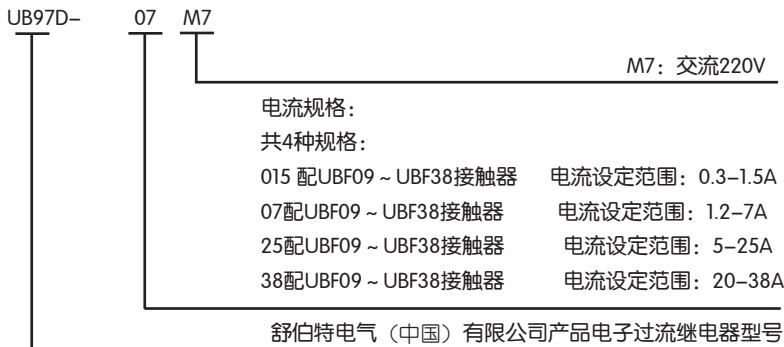 UB97D– 07 M7
M7：交流220V
电流规格：
共4种规格：
015 配UBF09～UBF38接触器 电流设定范围：0.3–1.5A
07配UBF09～UBF38接触器 电流设定范围：1.2–7A
25配UBF09～UBF38接触器 电流设定范围：5–25A
38配UBF09～UBF38接触器 电流设定范围：20–38A
舒伯特电气（中国）有限公司产品电子过流继电器型号